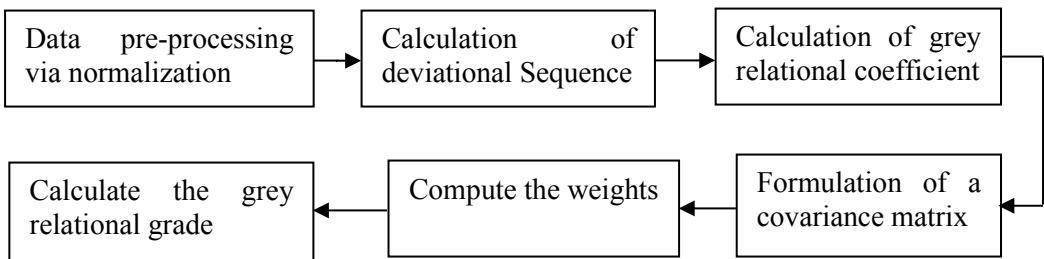 Data pre-processing
via normalization
Calculation of
deviational Sequence
Calculation of grey
relational coefficient
Formulation of a
covariance matrix
Compute the weights
Calculate the grey
relational grade